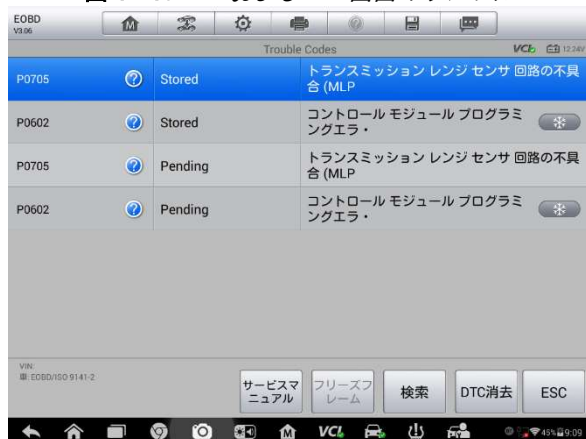 EOBD
V3.06
Trouble Codes
VCI 12.24V
P0705
Stored
トランスミッション レンジ センサ 回路の不具
合 (MLP
P0602
Stored
コントロール モジュール プログラミ
ングエラ・
P0705
Pending
トランスミッション レンジ センサ 回路の不具
合 (MLP
P0602
Pending
コントロール モジュール プログラミ
ングエラ・
VIN:
車: EOBD/ISO 9141-2
サービスマ
ニュアル
フリーズフ
レーム
検索
DTC消去
ESC
VCI
45% 9:09